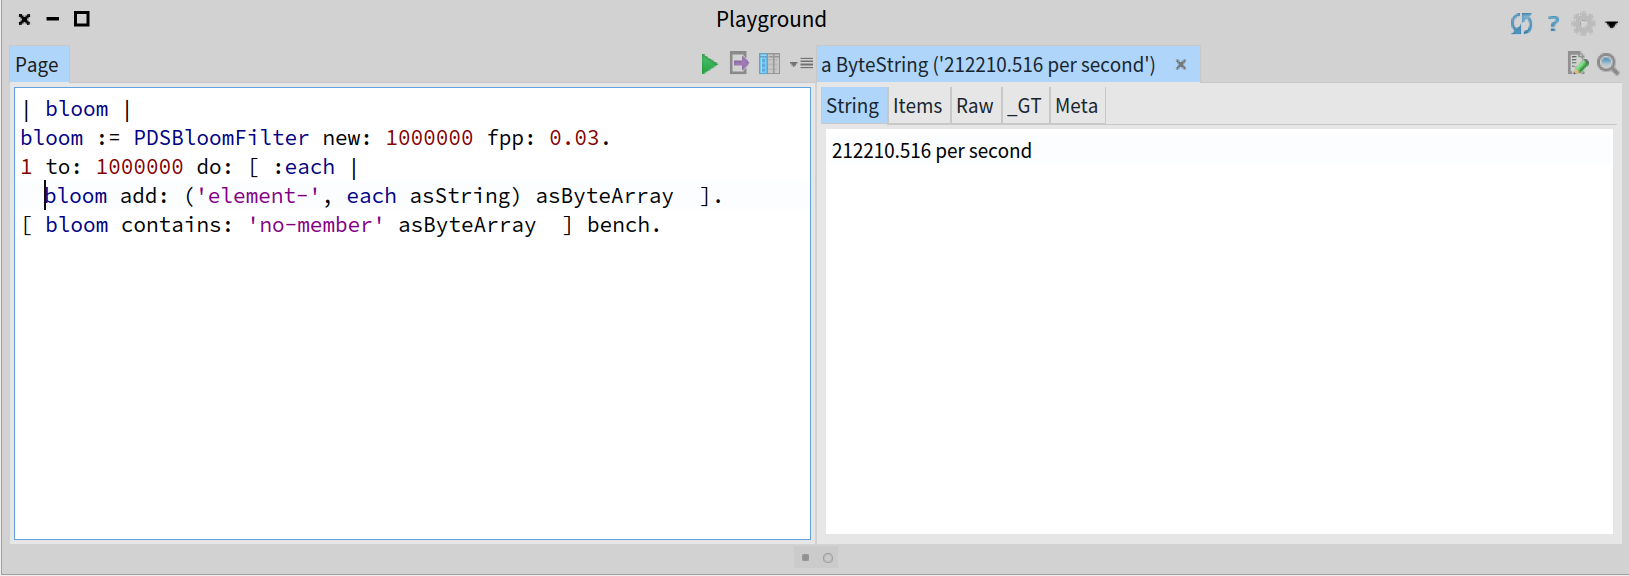 Playground
?
Page
a ByteString ('212210.516 per second')
String Items Raw _GT Meta
| bloom |
bloom := PDSBloomFilter new: 1000000 fpp: 0.03.
1 to: 1000000 do: [ :each |
bloom add: ('element-', each asString) asByteArray  ].
[ bloom contains: 'no-member' asByteArray  ] bench.
212210.516 per second